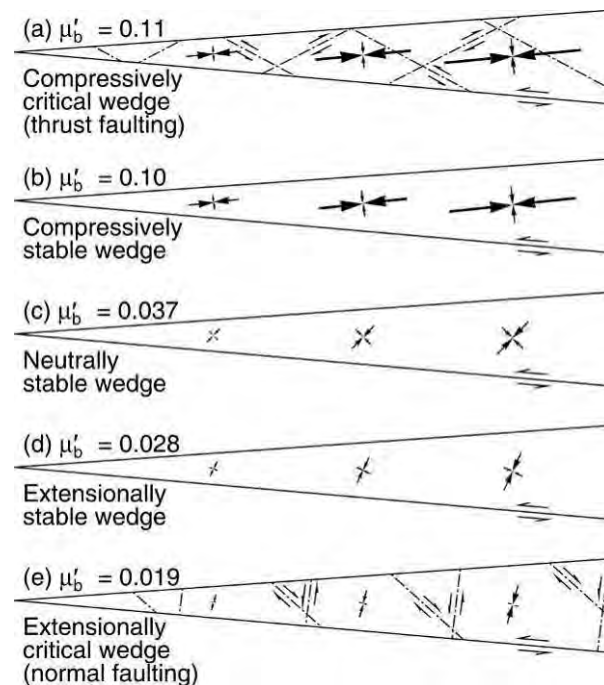 (a) μ′b = 0.11
Compressively
critical wedge
(thrust faulting)
(b) μ′b = 0.10
Compressively
stable wedge
(c) μ′b = 0.037
Neutrally
stable wedge
(d) μ′b = 0.028
Extensionally
stable wedge
(e) μ′b = 0.019
Extensionally
critical wedge
(normal faulting)